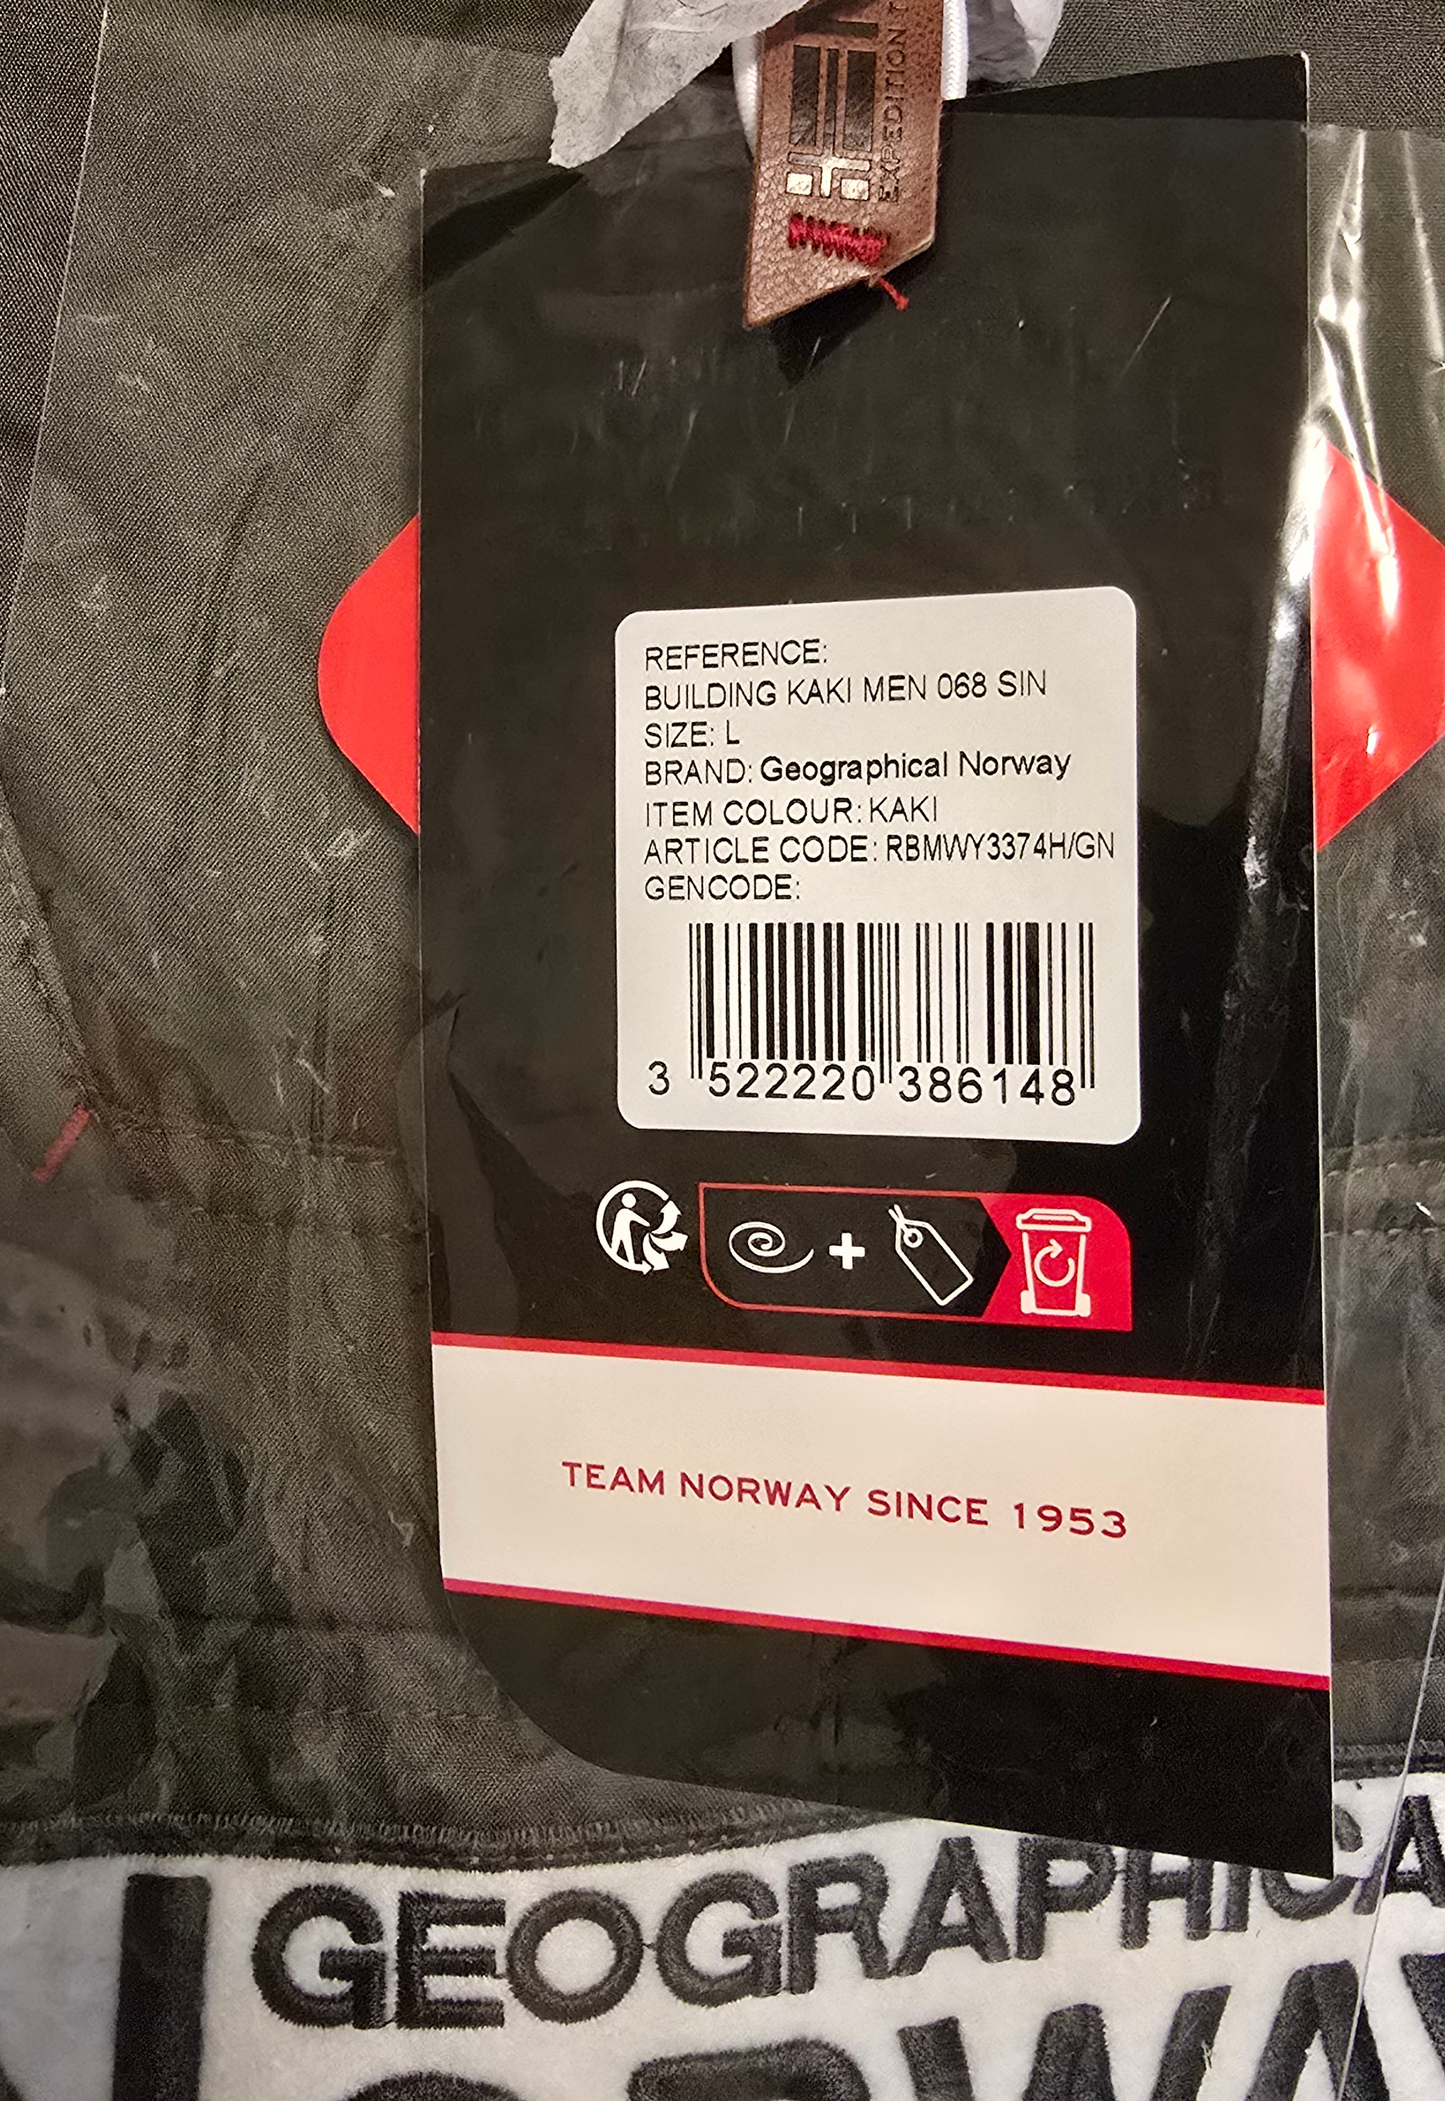 EXPEDITION
REFERENCE:
BUILDING KAKI MEN 068 SIN
SIZE: L
BRAND: Geographical Norway
ITEM COLOUR: KAKI
ARTICLE CODE: RBMWY3374H/GN
GENCODE:
3 522220 386148
TEAM NORWAY SINCE 1953
GEOGRAPHICA